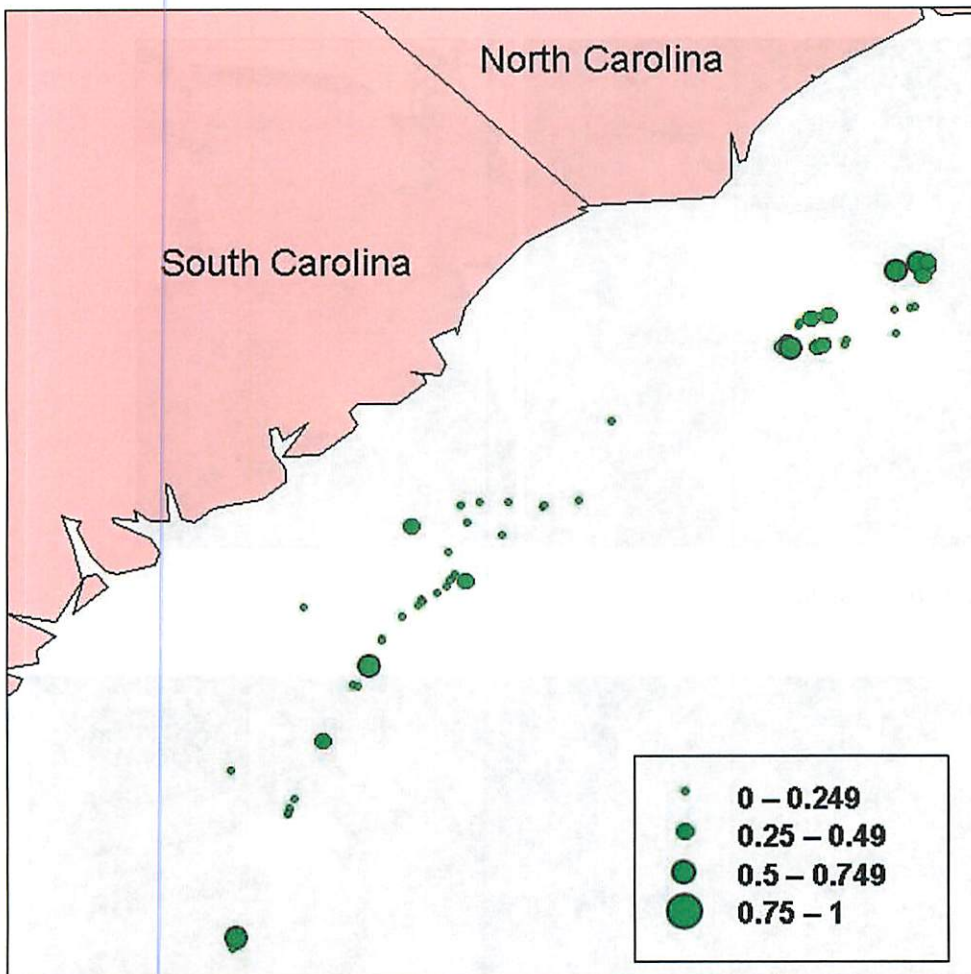 North Carolina
South Carolina
0 – 0.249
0.25 – 0.49
0.5 – 0.749
0.75 – 1